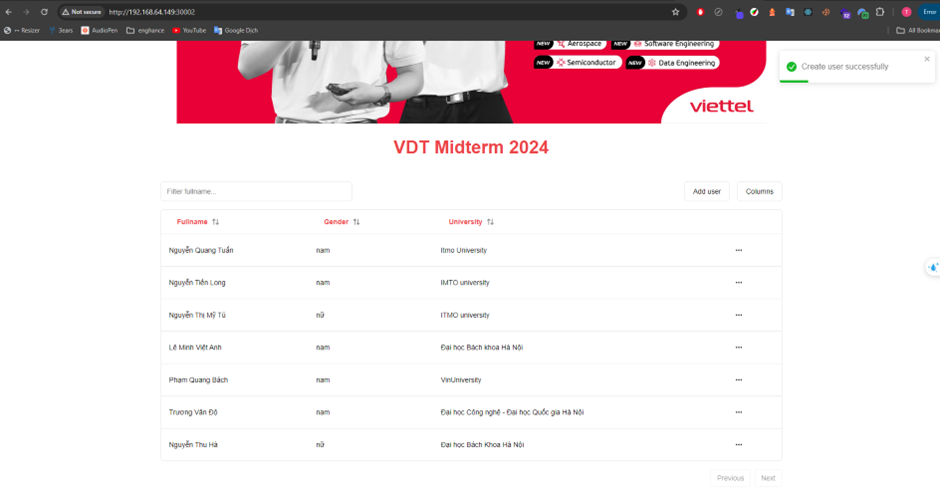 Not secure http://192.168.64.149:30002
Error
Resizer 3eans AudioPen enghance YouTube Google Dich All Bookmar
NEW Aerospace NEW Software Engineering
NEW Semiconductor NEW Data Engineering
Create user successfully
viettel
VDT Midterm 2024
Filter fullname...
Add user Columns
Fullname Gender University
Nguyễn Quang Tuấn nam Itmo University
Nguyễn Tiến Long nam IMTO university
Nguyễn Thị Mỹ Tú nữ ITMO university
Lê Minh Việt Anh nam Đại học Bách khoa Hà Nội
Phạm Quang Bách nam VinUniversity
Trương Văn Độ nam Đại học Công nghệ - Đại học Quốc gia Hà Nội
Nguyễn Thu Hà nữ Đại học Bách Khoa Hà Nội
Previous Next